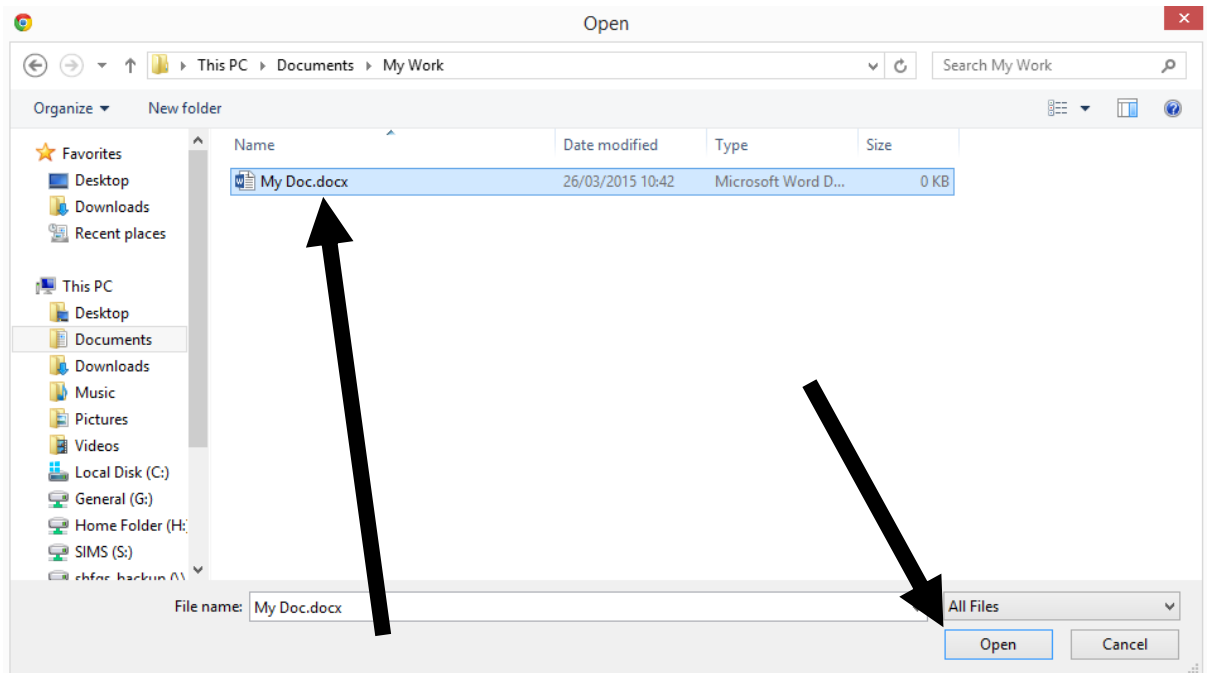 Open
This PC Documents My Work
Search My Work
Organize New folder
Name Date modified Type Size
My Doc.docx 26/03/2015 10:42 Microsoft Word D... 0 KB
Favorites
Desktop
Downloads
Recent places
This PC
Desktop
Documents
Downloads
Music
Pictures
Videos
Local Disk (C:)
General (G:)
Home Folder (H:
SIMS (S:)
File name: My Doc.docx All Files
Open Cancel